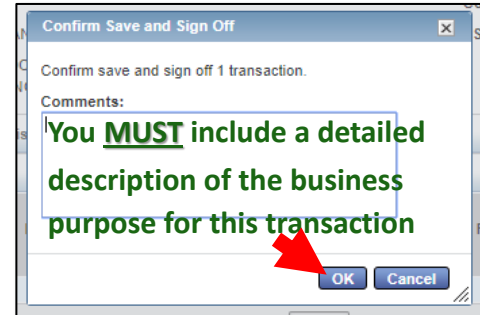 Confirm Save and Sign Off
Confirm save and sign off 1 transaction.
Comments:
You MUST include a detailed
description of the business
purpose for this transaction
OK Cancel